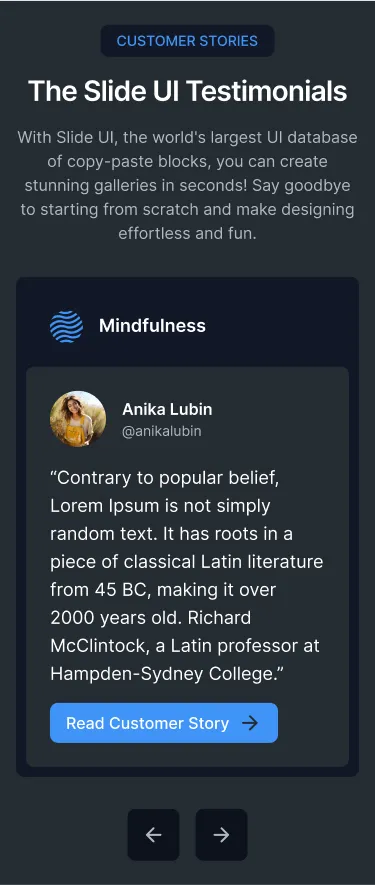 CUSTOMER STORIES
The Slide UI Testimonials
With Slide UI, the world's largest UI database
of copy-paste blocks, you can create
stunning galleries in seconds! Say goodbye
to starting from scratch and make designing
effortless and fun.
Mindfulness
Anika Lubin
@anikalubin
“Contrary to popular belief,
Lorem Ipsum is not simply
random text. It has roots in a
piece of classical Latin literature
from 45 BC, making it over
2000 years old. Richard
McClintock, a Latin professor at
Hampden-Sydney College.”
Read Customer Story